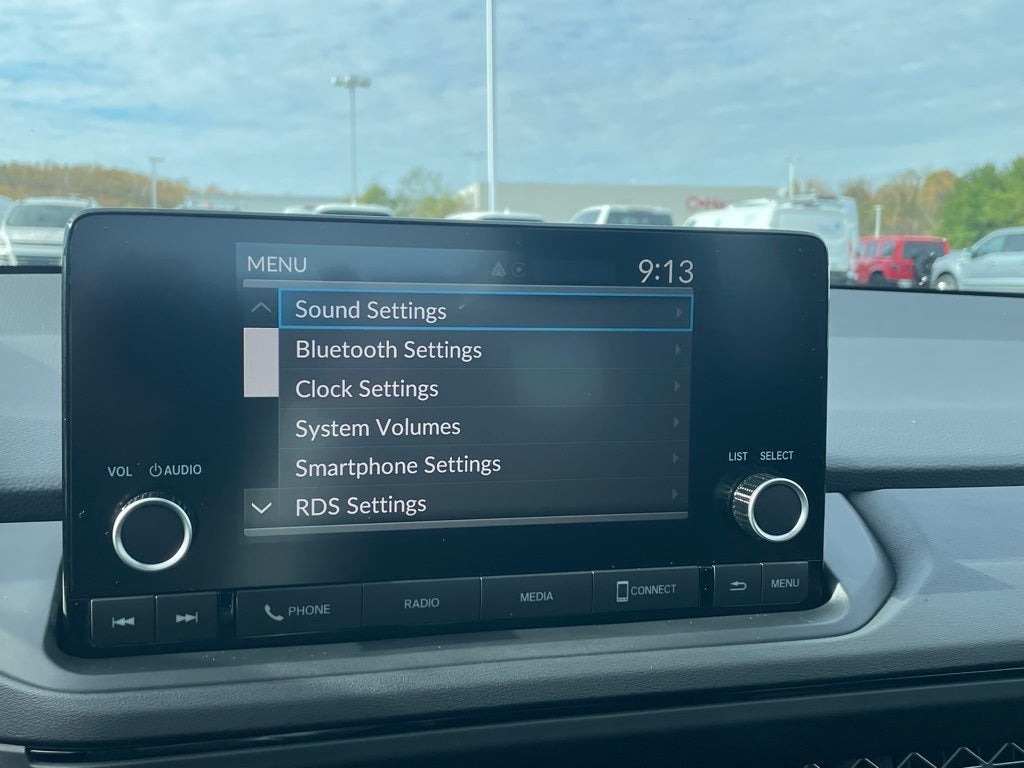 MENU
9:13
Sound Settings
Bluetooth Settings
Clock Settings
System Volumes
Smartphone Settings
RDS Settings
VOL AUDIO
LIST SELECT
PHONE
RADIO
MEDIA
CONNECT
MENU